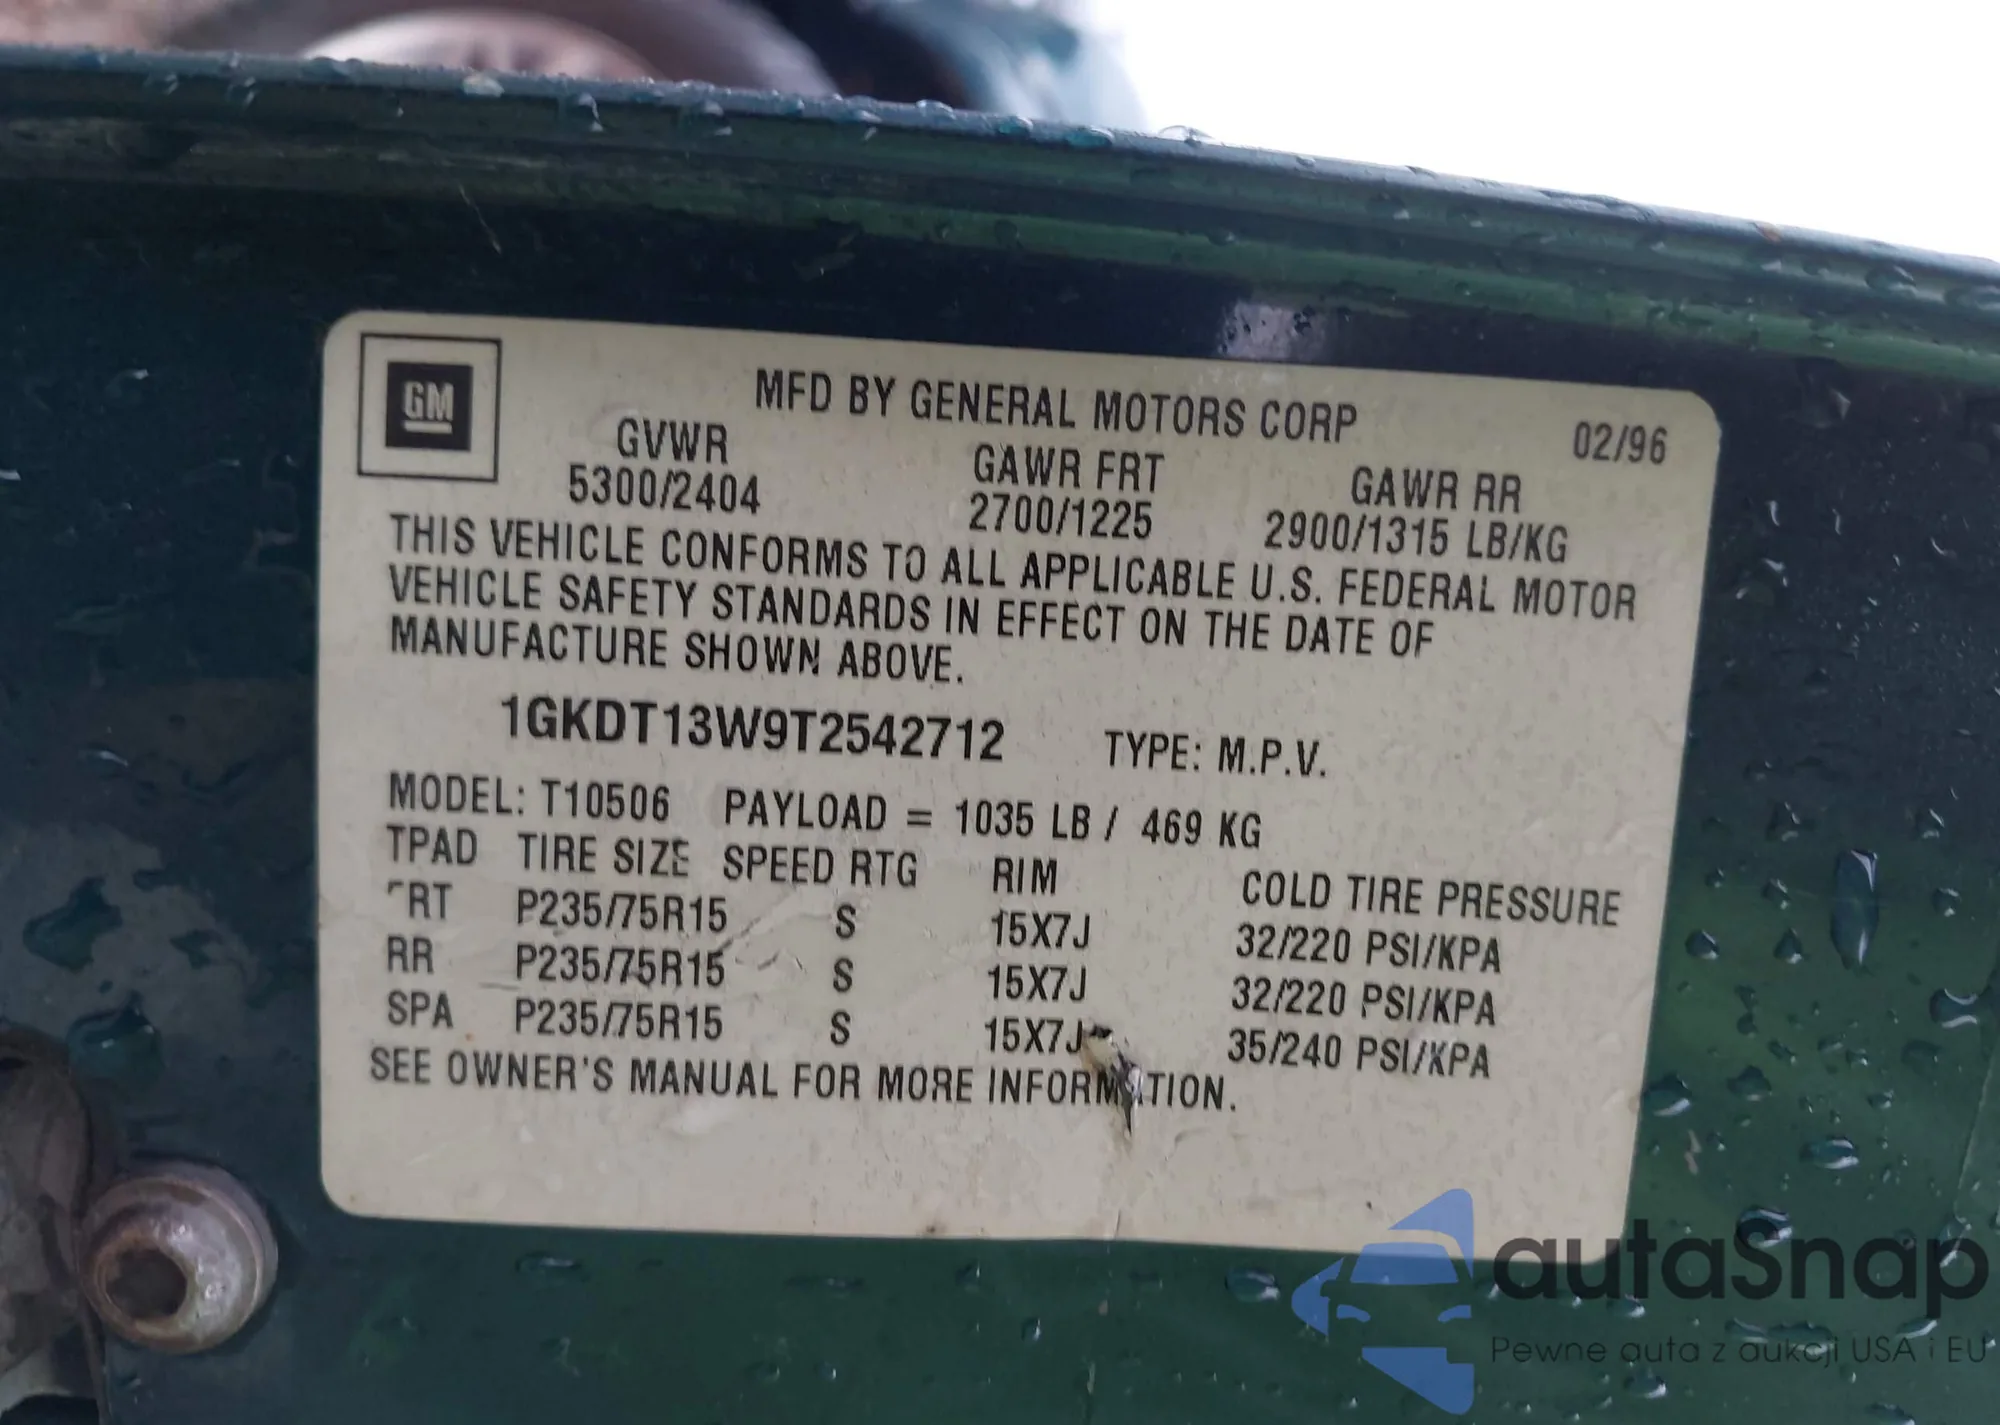 GM
MFD BY GENERAL MOTORS CORP 02/96
GVWR GAWR FRT GAWR RR
5300/2404 2700/1225 2900/1315 LB/KG
THIS VEHICLE CONFORMS TO ALL APPLICABLE U.S. FEDERAL MOTOR
VEHICLE SAFETY STANDARDS IN EFFECT ON THE DATE OF
MANUFACTURE SHOWN ABOVE.
1GKDT13W9T2542712 TYPE: M.P.V.
MODEL: T10506 PAYLOAD = 1035 LB / 469 KG
TPAD TIRE SIZE SPEED RTG RIM COLD TIRE PRESSURE
FRT P235/75R15 S 15X7J 32/220 PSI/KPA
RR P235/75R15 S 15X7J 32/220 PSI/KPA
SPA P235/75R15 S 15X7J 35/240 PSI/KPA
SEE OWNER'S MANUAL FOR MORE INFORMATION.
autaSnap
Pewne auta z aukcji USA i EU